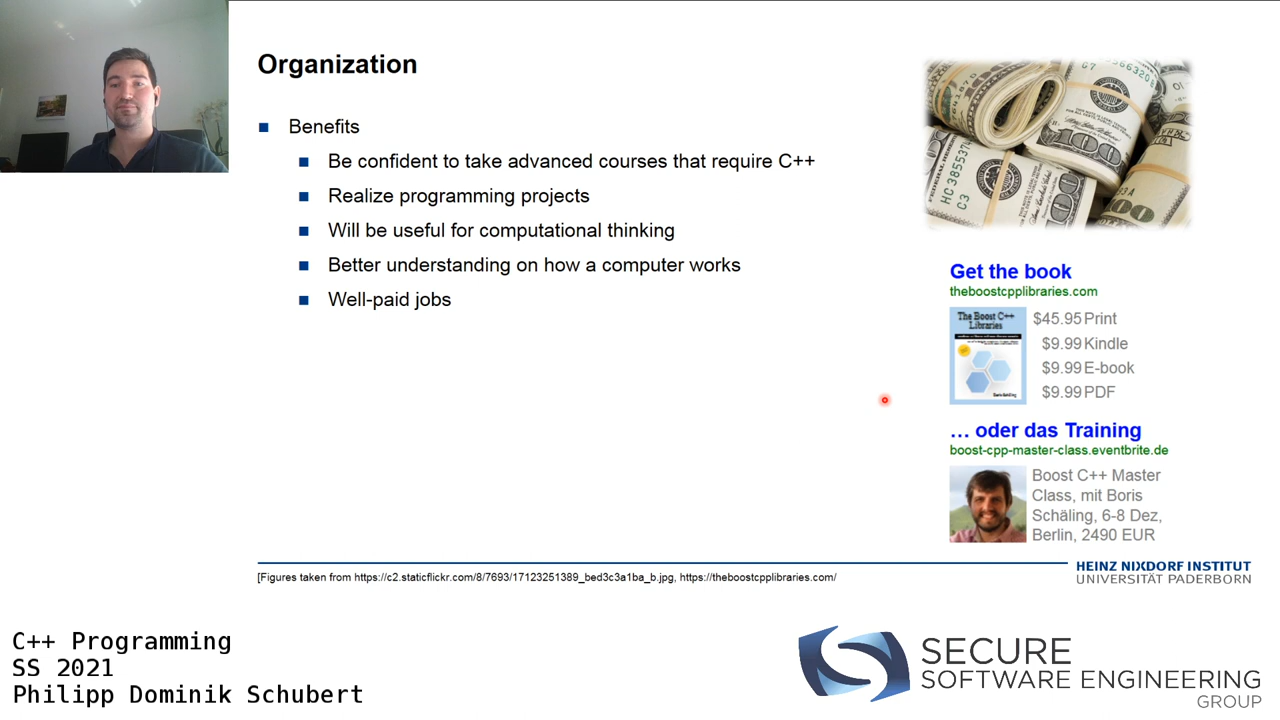 Organization
Benefits
Be confident to take advanced courses that require C++
Realize programming projects
Will be useful for computational thinking
Better understanding on how a computer works
Well-paid jobs
Get the book
theboostcpplibraries.com
The Boost C++
Libraries
$45.95 Print
$9.99 Kindle
$9.99 E-book
$9.99 PDF
... oder das Training
boost-cpp-master-class.eventbrite.de
Boost C++ Master
Class, mit Boris
Schäling, 6-8 Dez,
Berlin, 2490 EUR
[Figures taken from https://c2.staticflickr.com/8/7693/17123251389_bed3c3a1ba_b.jpg, https://theboostcpplibraries.com/
HEINZ NIXDORF INSTITUT
UNIVERSITÄT PADERBORN
C++ Programming
SS 2021
Philipp Dominik Schubert
SECURE
SOFTWARE ENGINEERING
GROUP